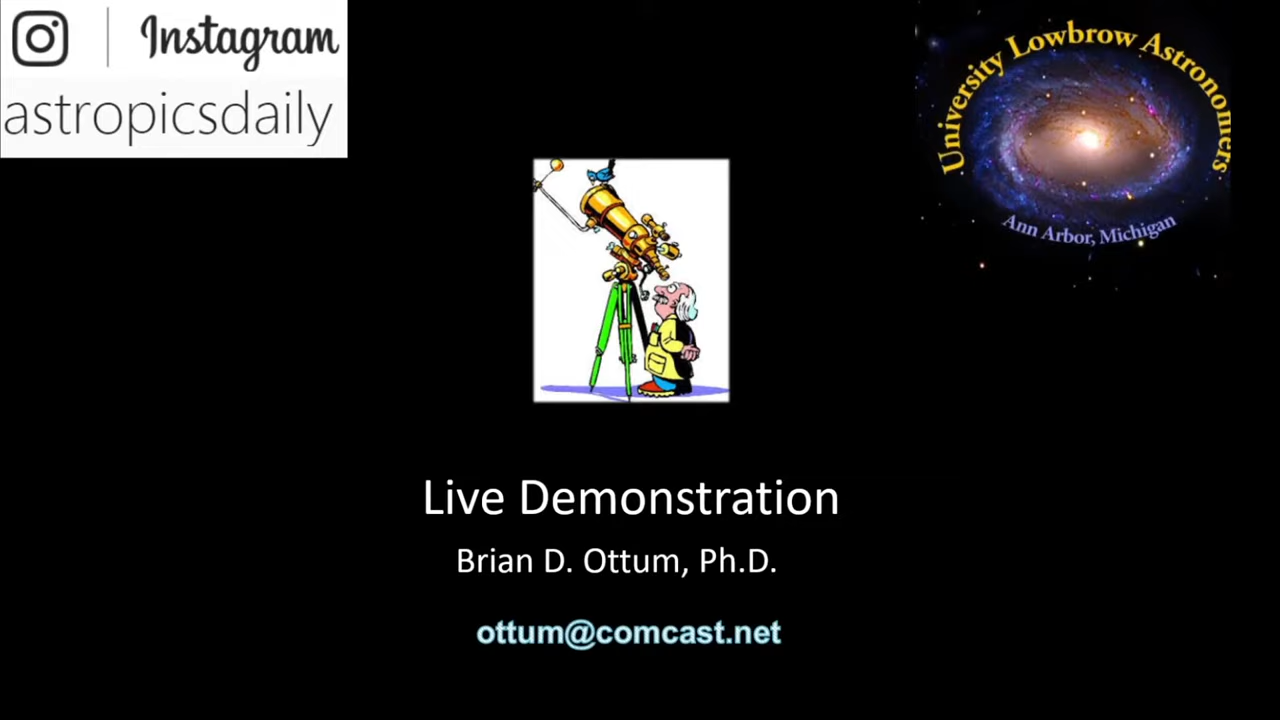 Instagram
astropicsdaily
University Lowbrow Astronomers
Ann Arbor, Michigan
Live Demonstration
Brian D. Ottum, Ph.D.
ottum@comcast.net